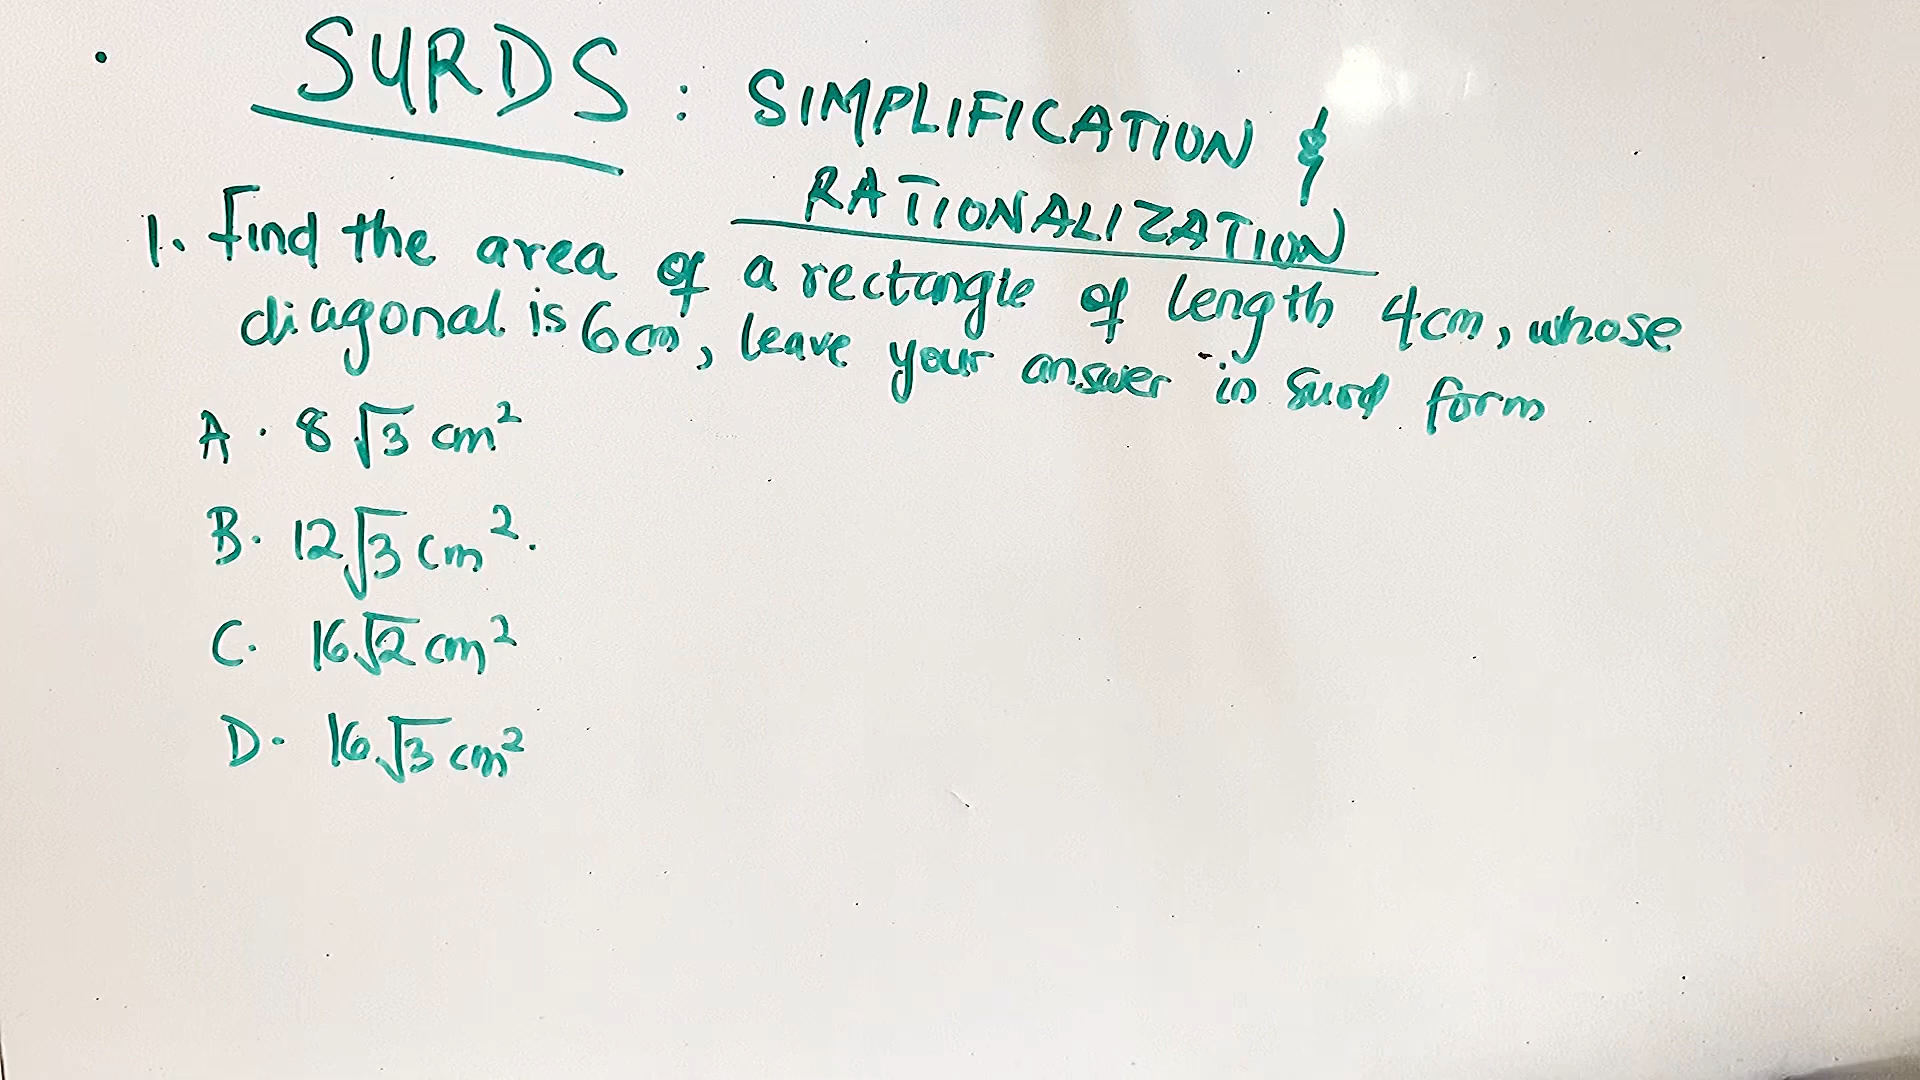 SURDS : SIMPLIFICATION &
RATIONALIZATION
1. Find the area of a rectangle of length 4cm, whose
diagonal is 6cm, leave your answer in surd form
A. 8√3 cm²
B. 12√3 cm².
C. 16√2 cm²
D. 16√3 cm²